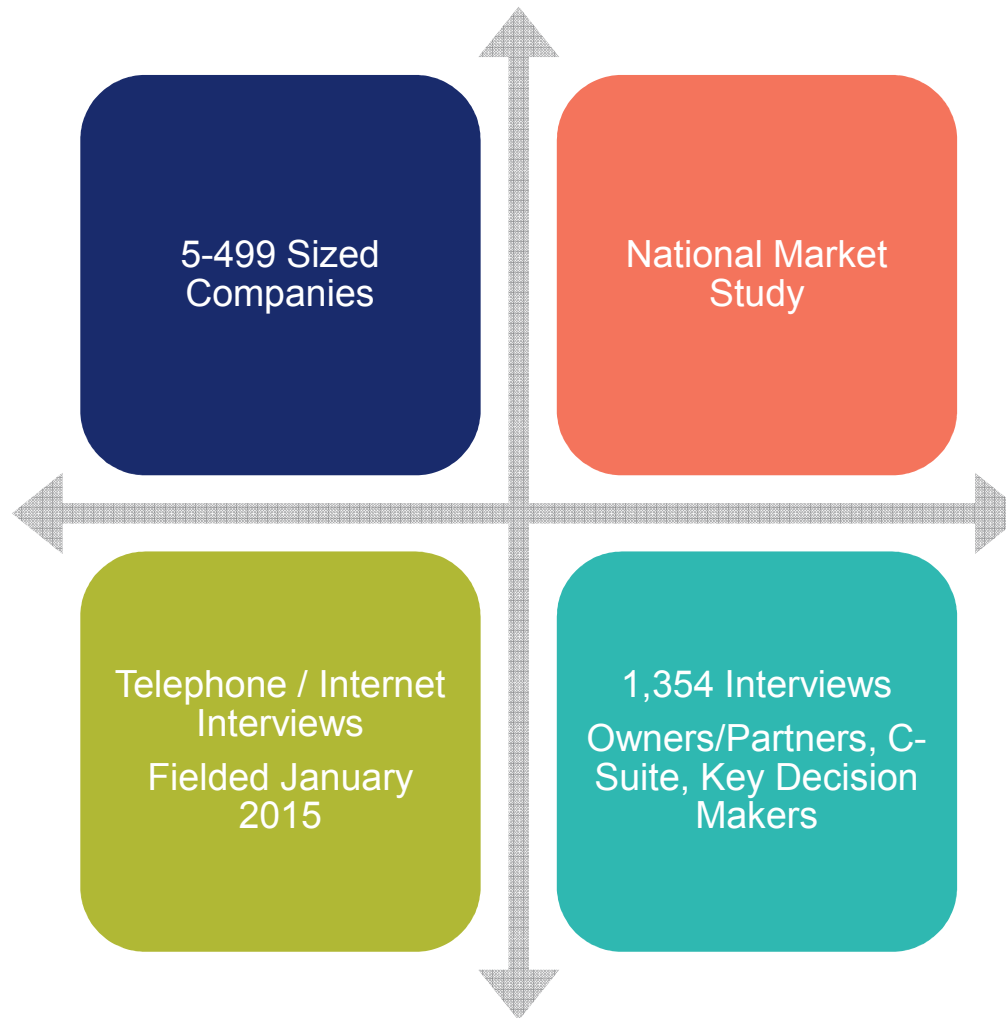 5-499 Sized
Companies
National Market
Study
Telephone / Internet
Interviews
Fielded January
2015
1,354 Interviews
Owners/Partners, C-
Suite, Key Decision
Makers